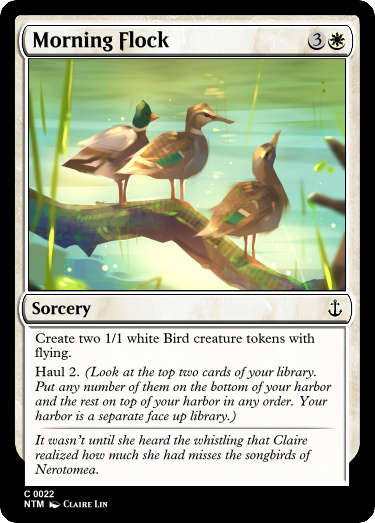 Morning Flock 3
Sorcery
Create two 1/1 white Bird creature tokens with
flying.
Haul 2. (Look at the top two cards of your library.
Put any number of them on the bottom of your harbor
and the rest on top of your harbor in any order. Your
harbor is a separate face up library.)
It wasn't until she heard the whistling that Claire
realized how much she had misses the songbirds of
Nerotomea.
C 0022
NTM Claire Lin